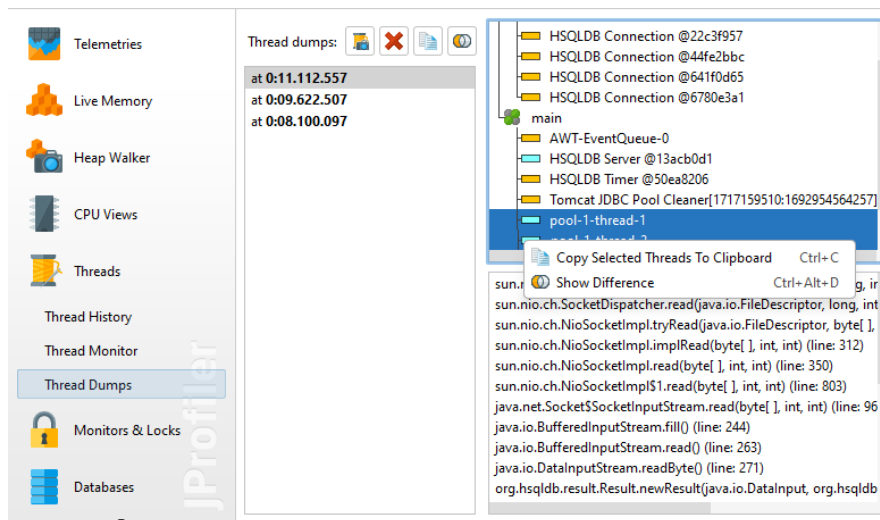 Telemetries
Live Memory
Heap Walker
CPU Views
Threads
Thread History
Thread Monitor
Thread Dumps
Monitors & Locks
Databases
JProfiler
Thread dumps:
at 0:11.112.557
at 0:09.622.507
at 0:08.100.097
HSQLDB Connection @22c3f957
HSQLDB Connection @44fe2bbc
HSQLDB Connection @641f0d65
HSQLDB Connection @6780e3a1
main
AWT-EventQueue-0
HSQLDB Server @13acb0d1
HSQLDB Timer @50ea8206
Tomcat JDBC Pool Cleaner[1717159510:1692954564257]
pool-1-thread-1
Copy Selected Threads To Clipboard Ctrl+C
Show Difference Ctrl+Alt+D
sun.nio.ch.SocketDispatcher.read(java.io.FileDescriptor, long, int
sun.nio.ch.NioSocketImpl.tryRead(java.io.FileDescriptor, byte[ ],
sun.nio.ch.NioSocketImpl.implRead(byte[ ], int, int) (line: 312)
sun.nio.ch.NioSocketImpl.read(byte[ ], int, int) (line: 350)
sun.nio.ch.NioSocketImpl$1.read(byte[ ], int, int) (line: 803)
java.net.Socket$SocketInputStream.read(byte[ ], int, int) (line: 96
java.io.BufferedInputStream.fill() (line: 244)
java.io.BufferedInputStream.read() (line: 263)
java.io.DataInputStream.readByte() (line: 271)
org.hsqldb.result.Result.newResult(java.io.DataInput, org.hsqldb